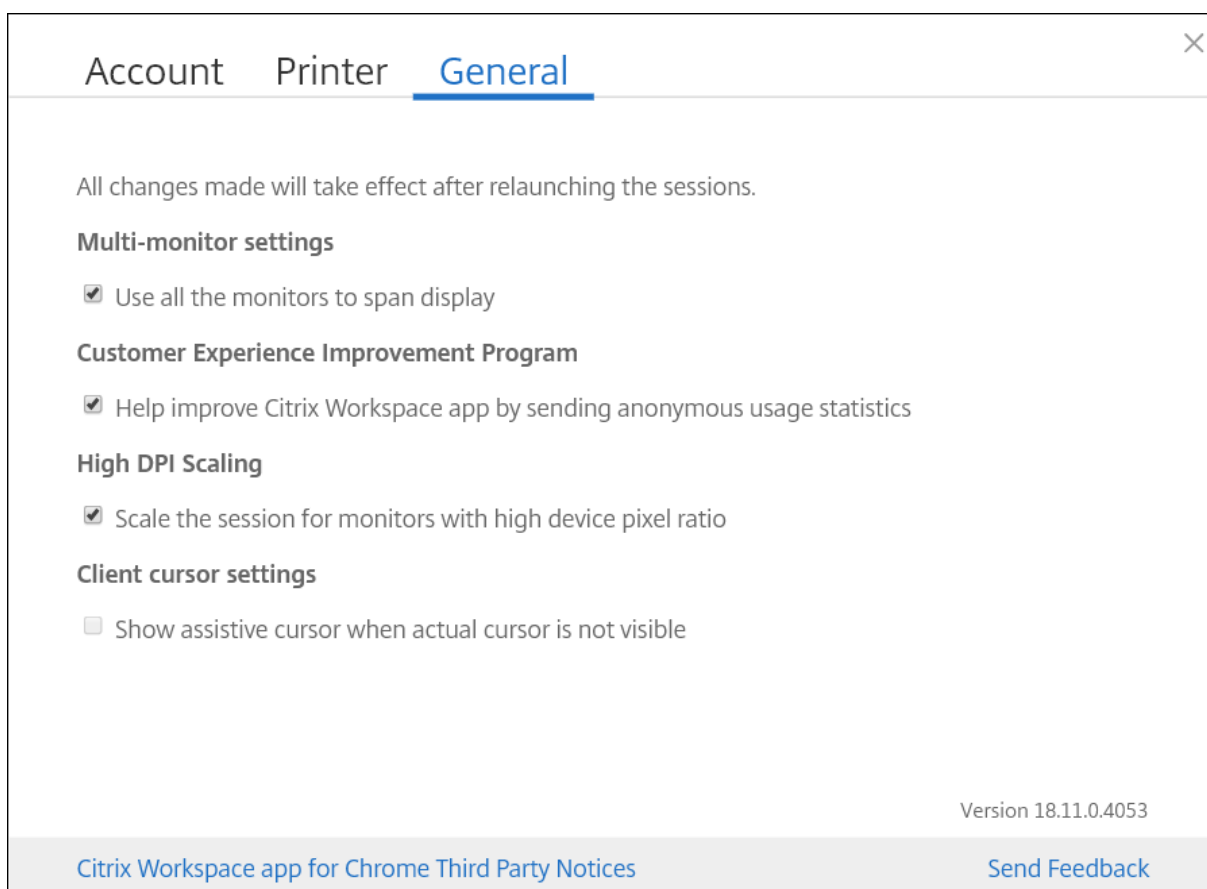 Account Printer General
All changes made will take effect after relaunching the sessions.
Multi-monitor settings
Use all the monitors to span display
Customer Experience Improvement Program
Help improve Citrix Workspace app by sending anonymous usage statistics
High DPI Scaling
Scale the session for monitors with high device pixel ratio
Client cursor settings
Show assistive cursor when actual cursor is not visible
Version 18.11.0.4053
Citrix Workspace app for Chrome Third Party Notices Send Feedback